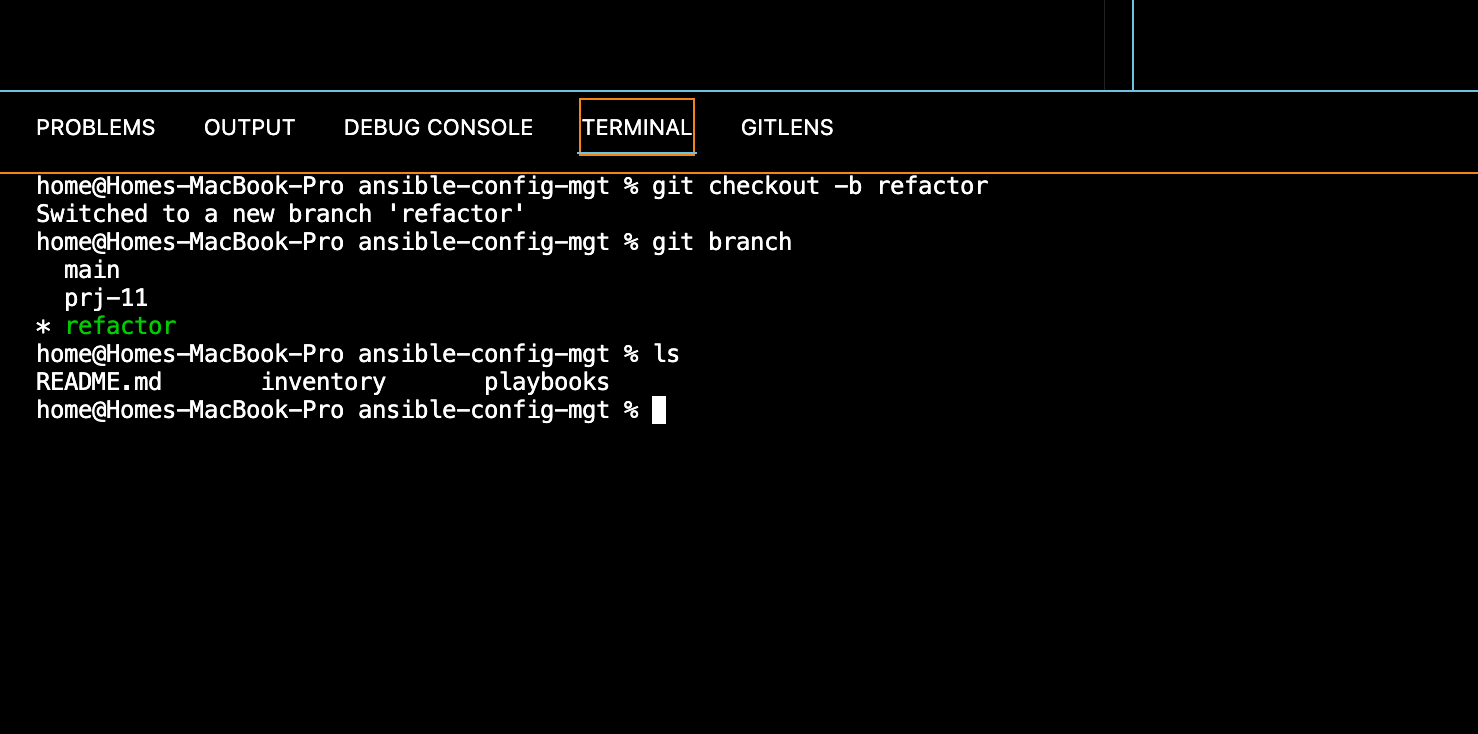 PROBLEMS OUTPUT DEBUG CONSOLE TERMINAL GITLENS
home@Homes-MacBook-Pro ansible-config-mgt % git checkout -b refactor
Switched to a new branch 'refactor'
home@Homes-MacBook-Pro ansible-config-mgt % git branch
  main
  prj-11
* refactor
home@Homes-MacBook-Pro ansible-config-mgt % ls
README.md       inventory       playbooks
home@Homes-MacBook-Pro ansible-config-mgt %